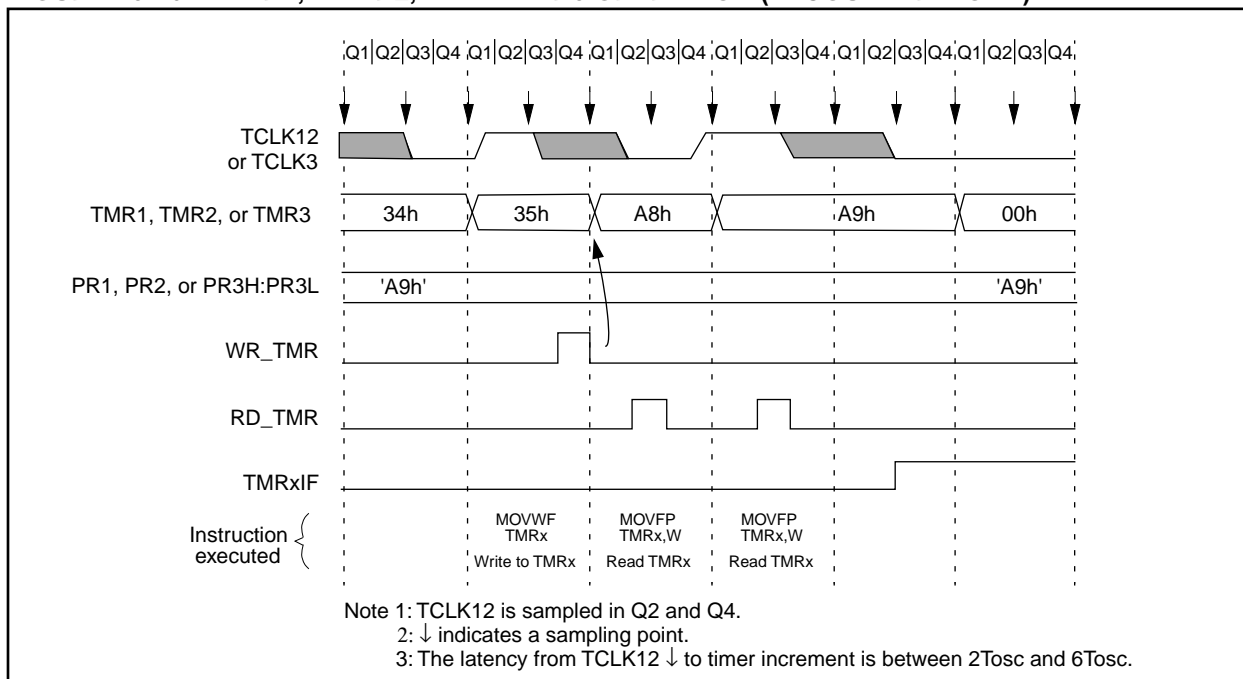 Q1 Q2 Q3 Q4 Q1 Q2 Q3 Q4 Q1 Q2 Q3 Q4 Q1 Q2 Q3 Q4 Q1 Q2 Q3 Q4 Q1 Q2 Q3 Q4
TCLK12
or TCLK3
TMR1, TMR2, or TMR3 34h 35h A8h A9h 00h
PR1, PR2, or PR3H:PR3L 'A9h' 'A9h'
WR_TMR
RD_TMR
TMRxIF
Instruction
executed
MOVWF
TMRx
Write to TMRx
MOVFP
TMRx,W
Read TMRx
MOVFP
TMRx,W
Read TMRx
Note 1: TCLK12 is sampled in Q2 and Q4.
2: ↓ indicates a sampling point.
3: The latency from TCLK12 ↓ to timer increment is between 2Tosc and 6Tosc.